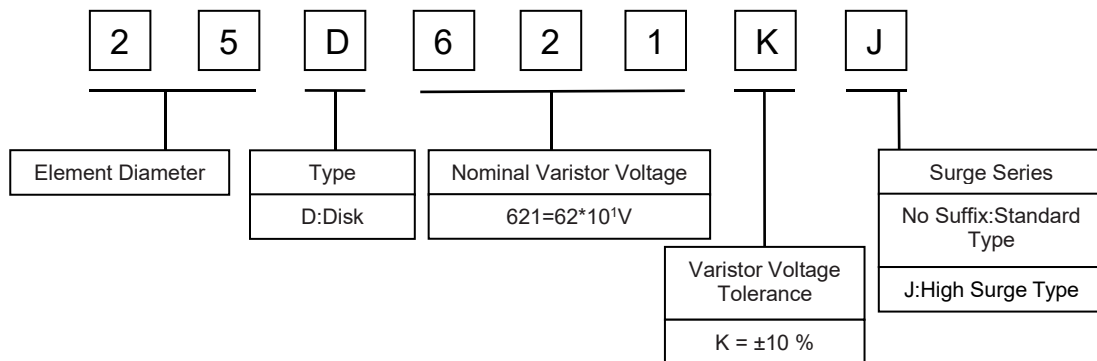 2 5 D 6 2 1 K J
Element Diameter
Type
D:Disk
Nominal Varistor Voltage
621=62*10¹V
Varistor Voltage
Tolerance
K = ±10 %
Surge Series
No Suffix:Standard
Type
J:High Surge Type